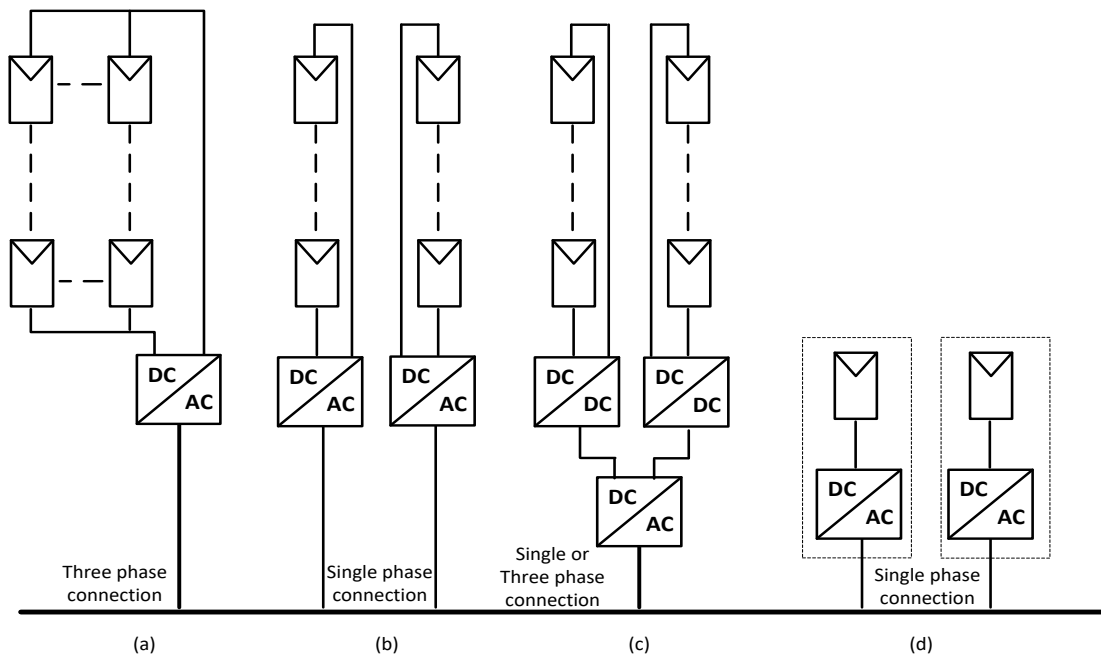 DC
AC
DC
AC
DC
AC
DC
DC
DC
DC
DC
AC
DC
AC
DC
AC
Three phase
connection
Single phase
connection
Single or
Three phase
connection
Single phase
connection
(a)
(b)
(c)
(d)